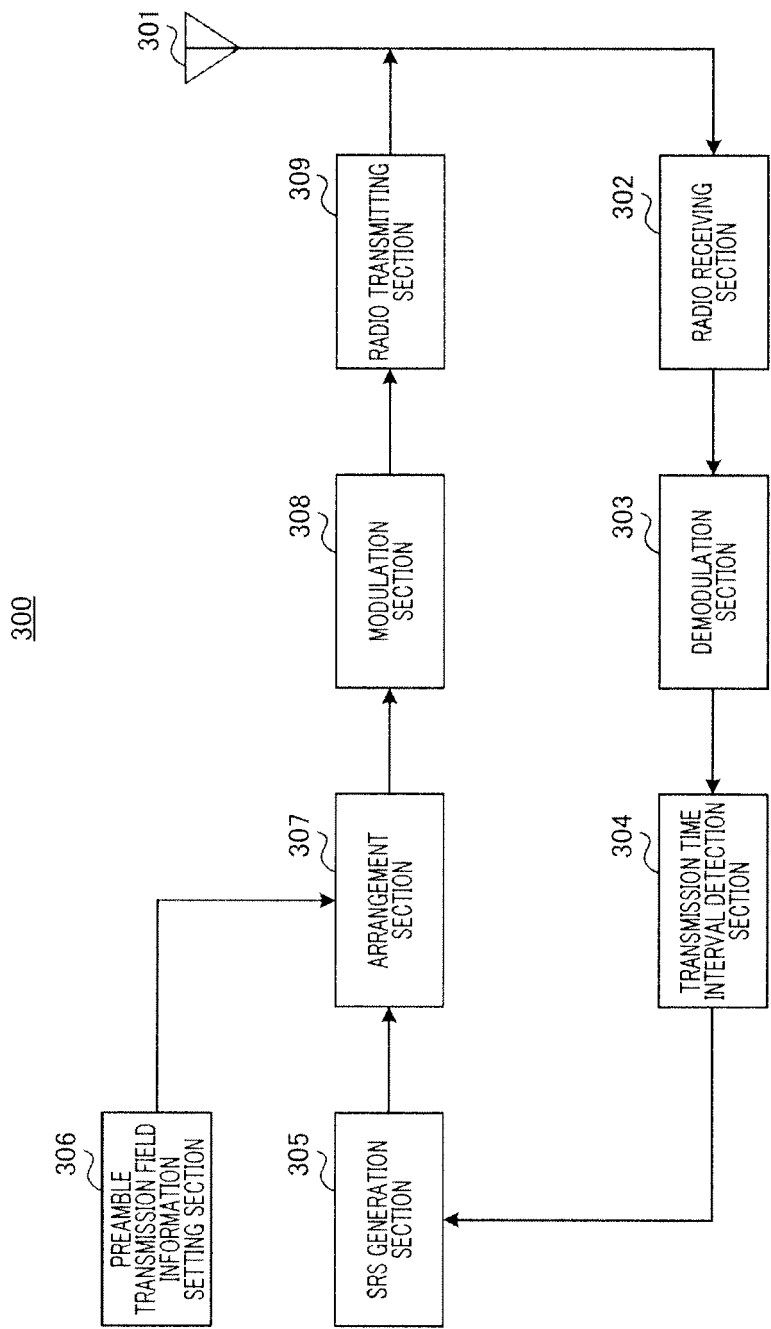 300
301
306
PREAMBLE
TRANSMISSION FIELD
INFORMATION
SETTING SECTION
305
SRS GENERATION
SECTION
307
ARRANGEMENT
SECTION
308
MODULATION
SECTION
309
RADIO TRANSMITTING
SECTION
304
TRANSMISSION TIME
INTERVAL DETECTION
SECTION
303
DEMODULATION
SECTION
302
RADIO RECEIVING
SECTION